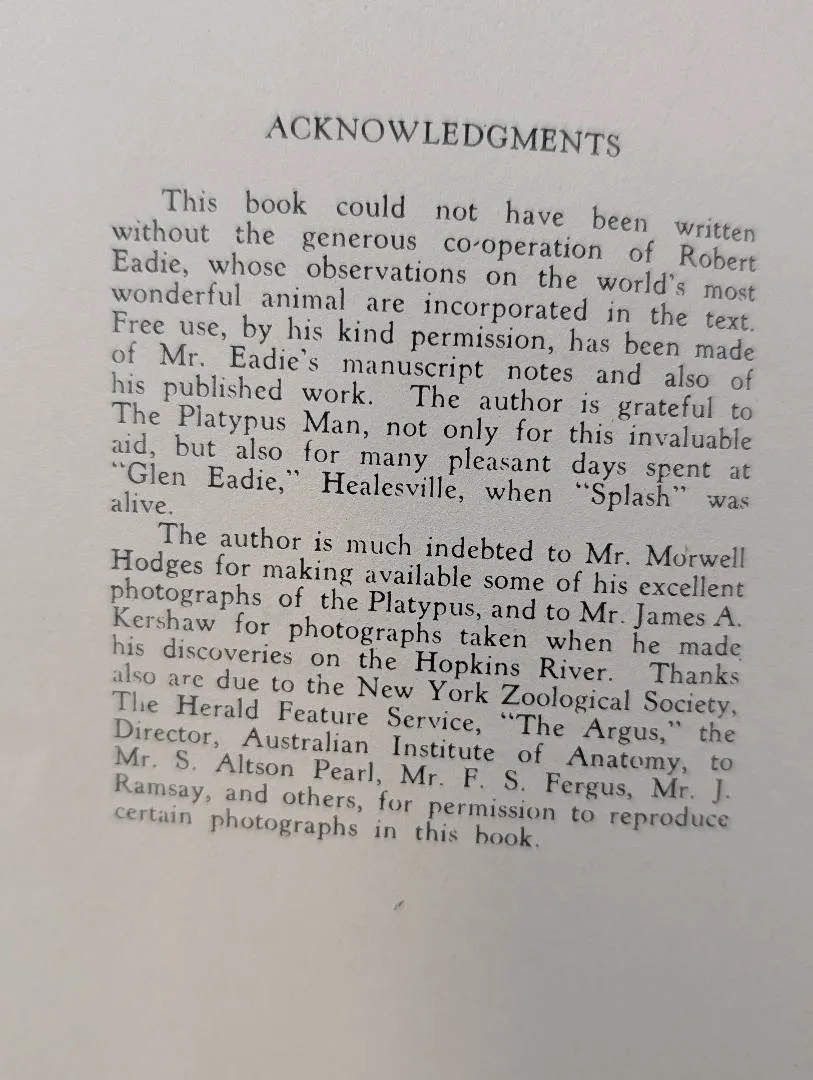 ACKNOWLEDGMENTS
This book could not have been written
without the generous co-operation of Robert
Eadie, whose observations on the world's most
wonderful animal are incorporated in the text.
Free use, by his kind permission, has been made
of Mr. Eadie's manuscript notes and also of
his published work. The author is grateful to
The Platypus Man, not only for this invaluable
aid, but also for many pleasant days spent at
"Glen Eadie," Healesville, when "Splash" was
alive.
The author is much indebted to Mr. Morwell
Hodges for making available some of his excellent
photographs of the Platypus, and to Mr. James A.
Kershaw for photographs taken when he made
his discoveries on the Hopkins River. Thanks
also are due to the New York Zoological Society,
The Herald Feature Service, "The Argus," the
Director, Australian Institute of Anatomy, to
Mr. S. Altson Pearl, Mr. F. S. Fergus, Mr. J.
Ramsay, and others, for permission to reproduce
certain photographs in this book.